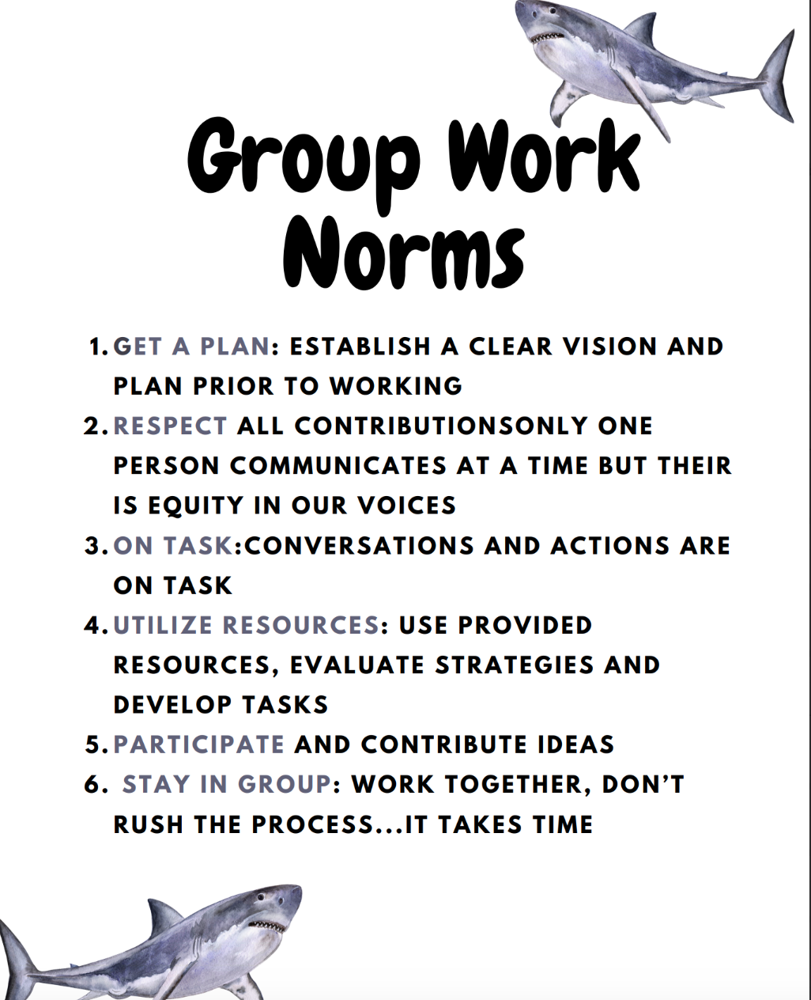 Group Work
Norms
1. GET A PLAN: ESTABLISH A CLEAR VISION AND
PLAN PRIOR TO WORKING
2. RESPECT ALL CONTRIBUTIONSONLY ONE
PERSON COMMUNICATES AT A TIME BUT THEIR
IS EQUITY IN OUR VOICES
3. ON TASK:CONVERSATIONS AND ACTIONS ARE
ON TASK
4. UTILIZE RESOURCES: USE PROVIDED
RESOURCES, EVALUATE STRATEGIES AND
DEVELOP TASKS
5. PARTICIPATE AND CONTRIBUTE IDEAS
6. STAY IN GROUP: WORK TOGETHER, DON’T
RUSH THE PROCESS...IT TAKES TIME